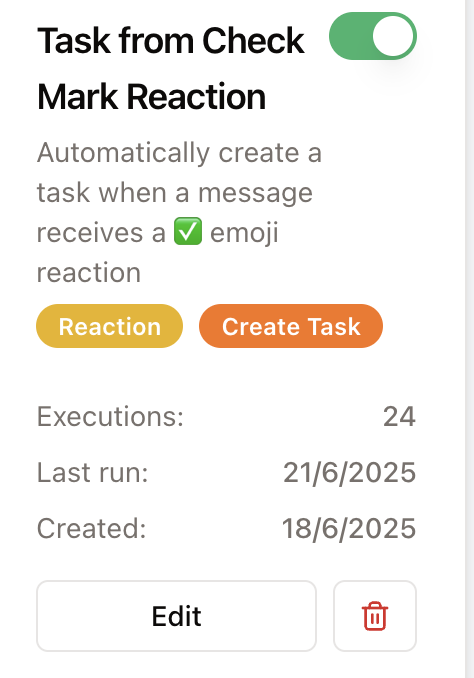 Task from Check
Mark Reaction
Automatically create a
task when a message
receives a ✅ emoji
reaction
Reaction Create Task
Executions: 24
Last run: 21/6/2025
Created: 18/6/2025
Edit